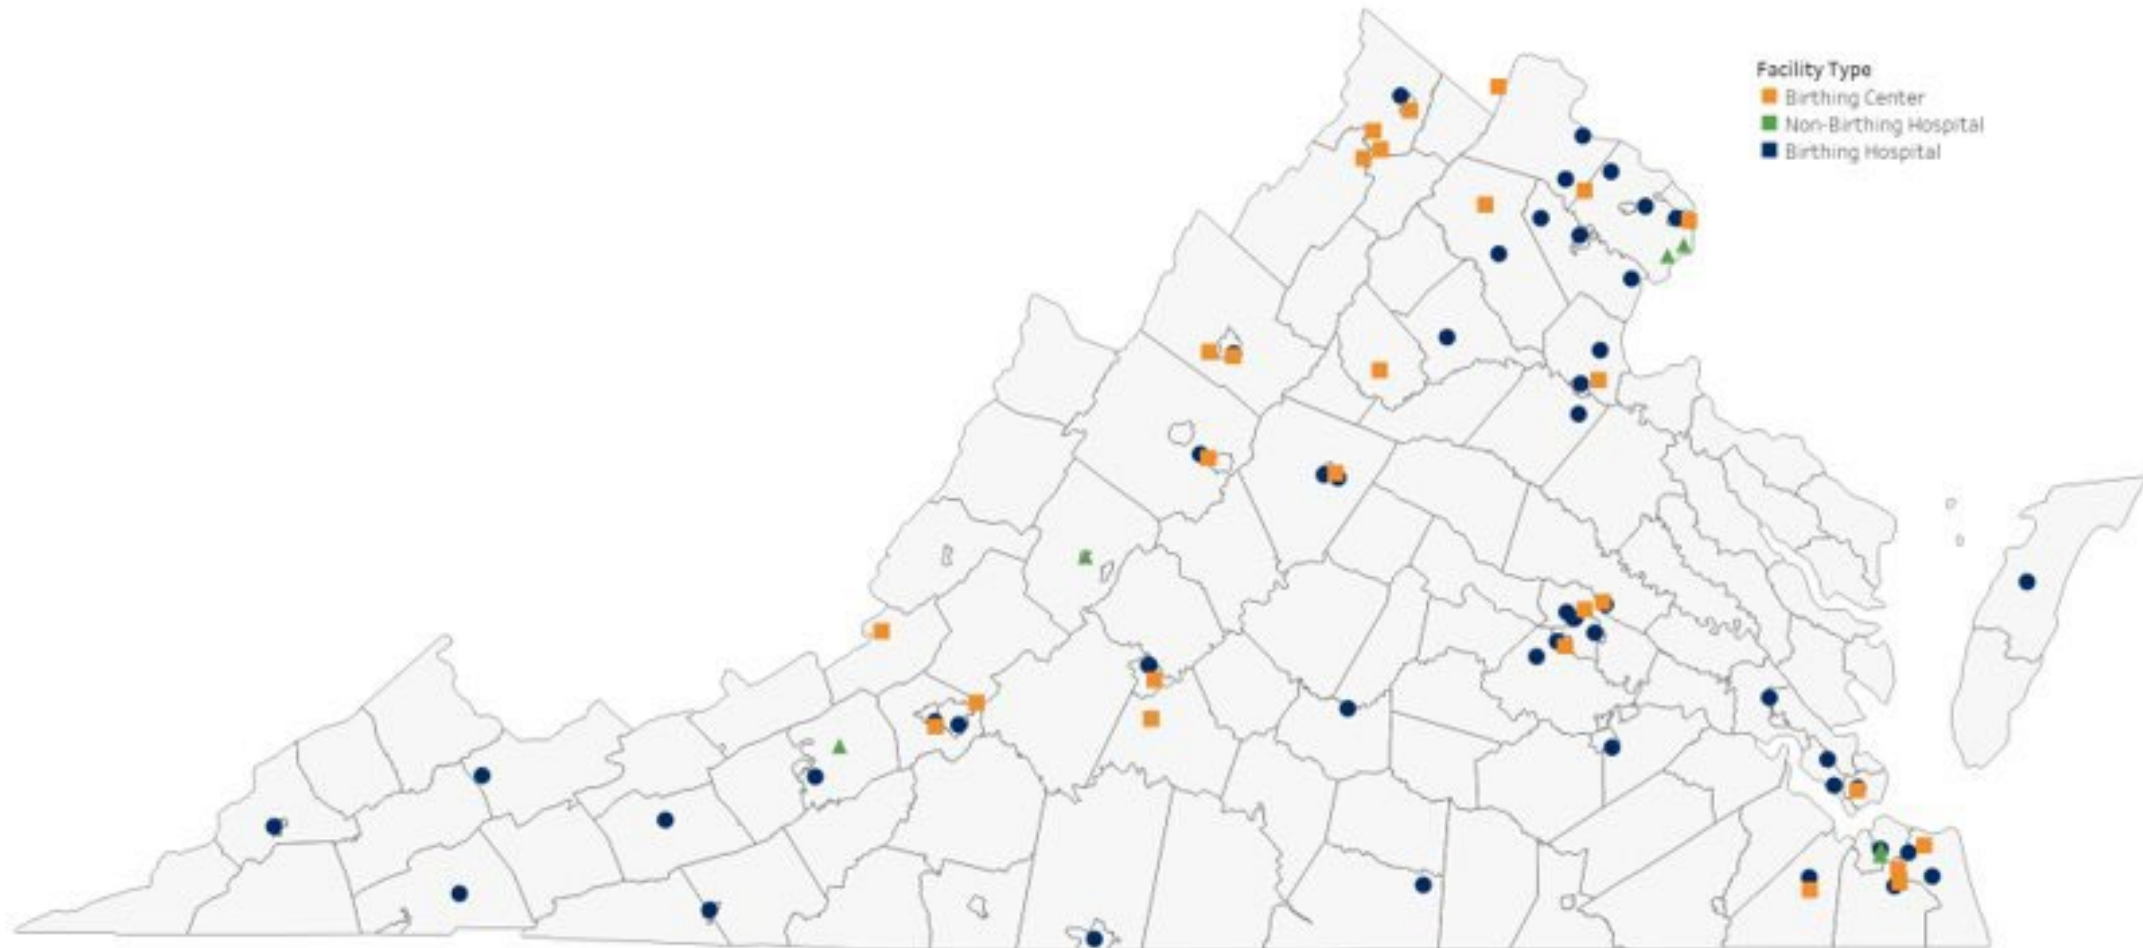 Facility Type
Birthing Center
Non-Birthing Hospital
Birthing Hospital